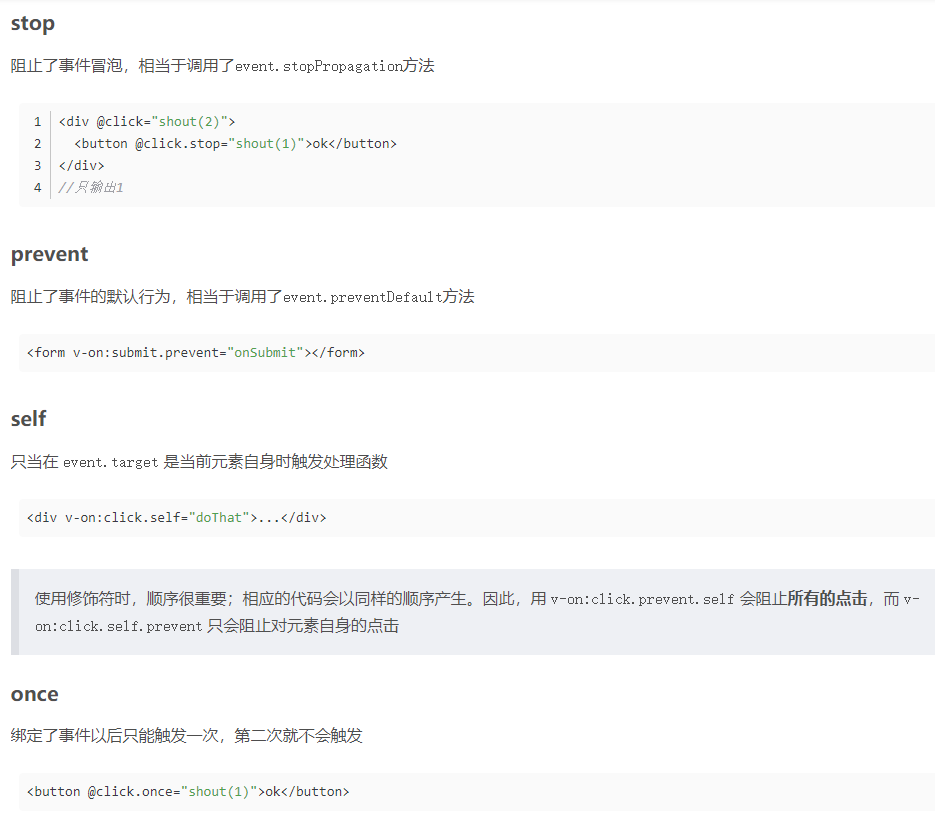 stop
阻止了事件冒泡，相当于调用了event.stopPropagation方法
1 <div @click="shout(2)">
2   <button @click.stop="shout(1)">ok</button>
3 </div>
4 //只输出1
prevent
阻止了事件的默认行为，相当于调用了event.preventDefault方法
<form v-on:submit.prevent="onSubmit"></form>
self
只当在 event.target 是当前元素自身时触发处理函数
<div v-on:click.self="doThat">...</div>
使用修饰符时，顺序很重要；相应的代码会以同样的顺序产生。因此，用 v-on:click.prevent.self 会阻止所有的点击，而 v-
on:click.self.prevent 只会阻止对元素自身的点击
once
绑定了事件以后只能触发一次，第二次就不会触发
<button @click.once="shout(1)">ok</button>